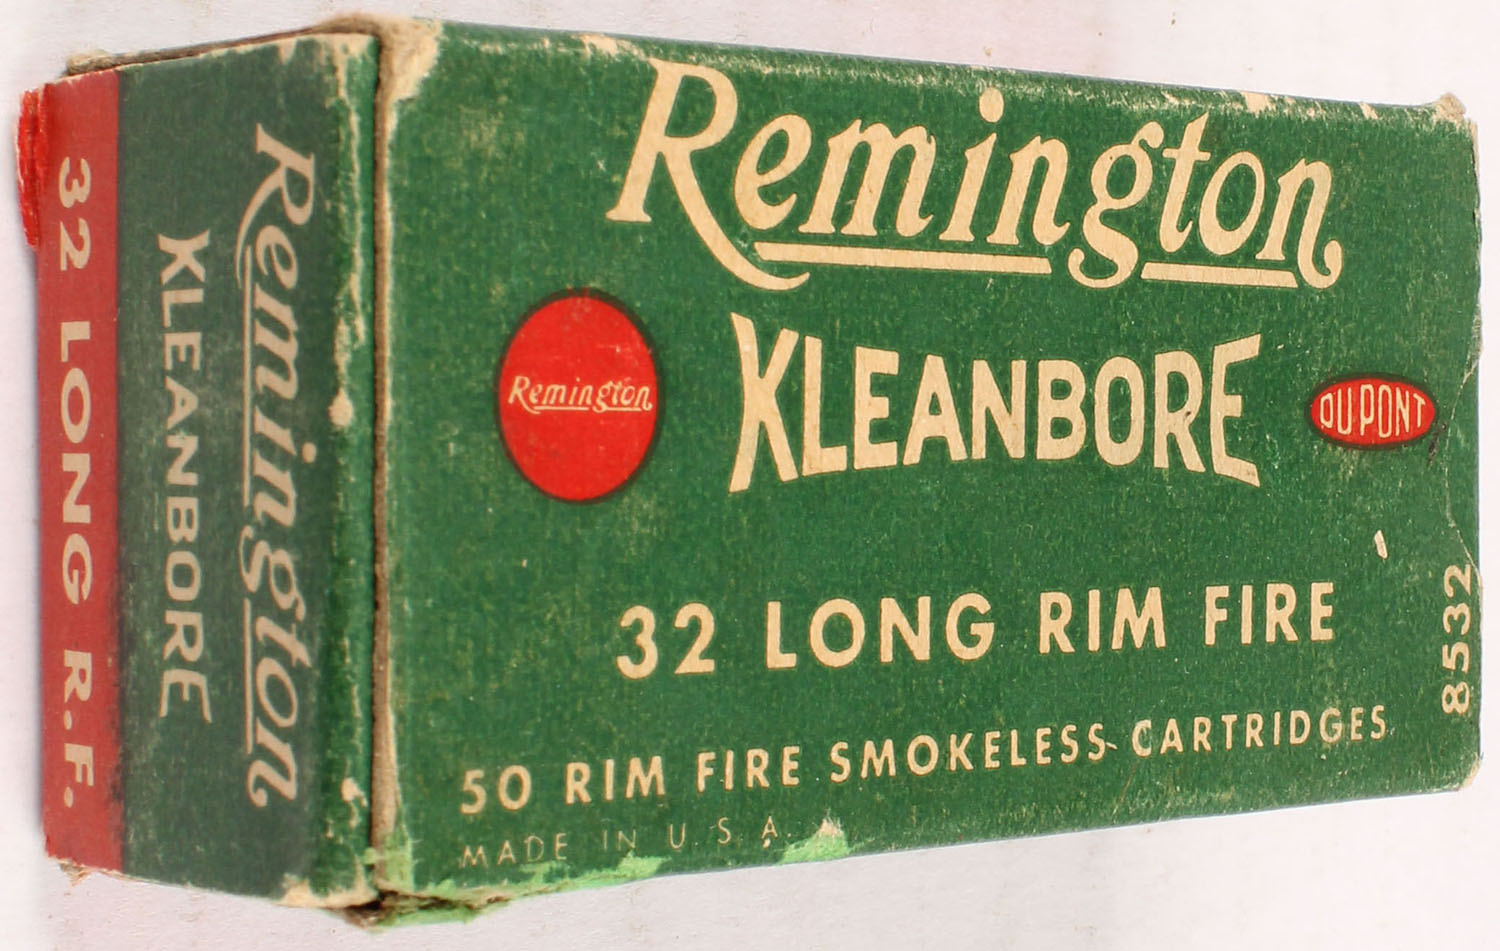 Remington
KLEANBORE
Remington
DUPONT
32 LONG RIM FIRE
50 RIM FIRE SMOKELESS CARTRIDGES
MADE IN U.S.A.
8532
Remington
KLEANBORE
32 LONG R.F.